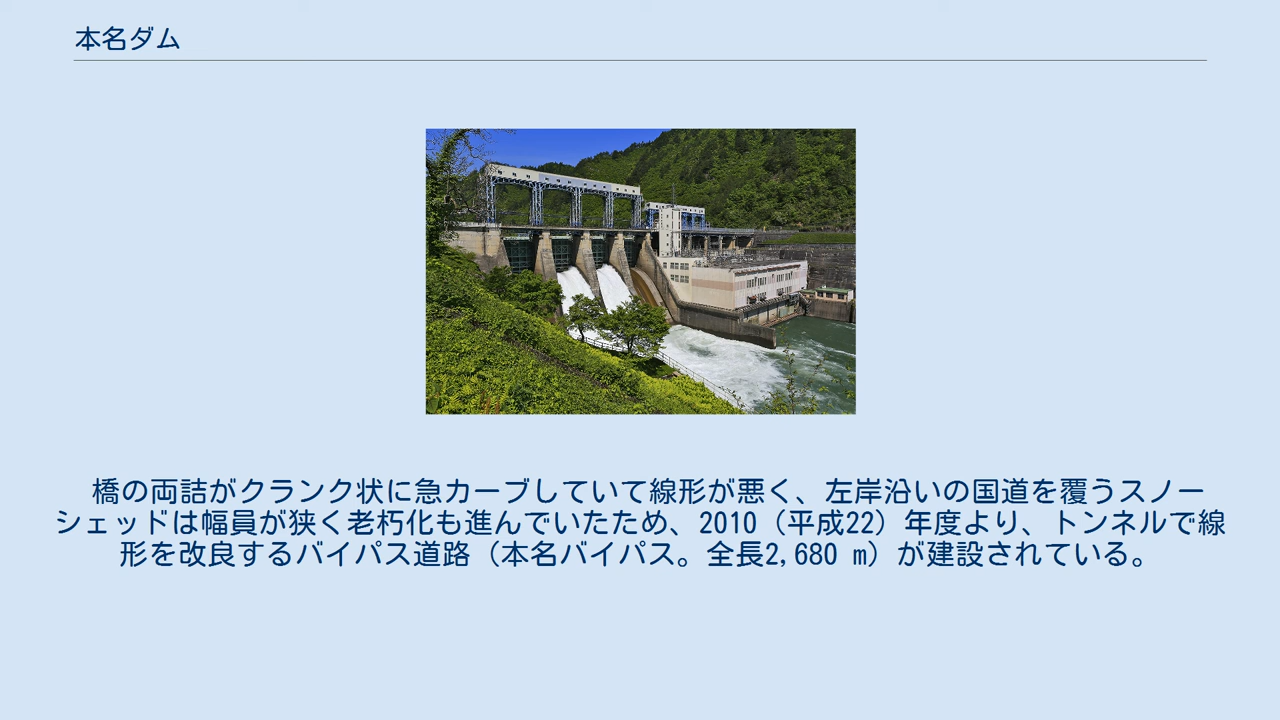 本名ダム
橋の両詰がクランク状に急カーブしていて線形が悪く、左岸沿いの国道を覆うスノー
シェッドは幅員が狭く老朽化も進んでいたため、2010（平成22）年度より、トンネルで線
形を改良するバイパス道路（本名バイパス。全長2,680 m）が建設されている。